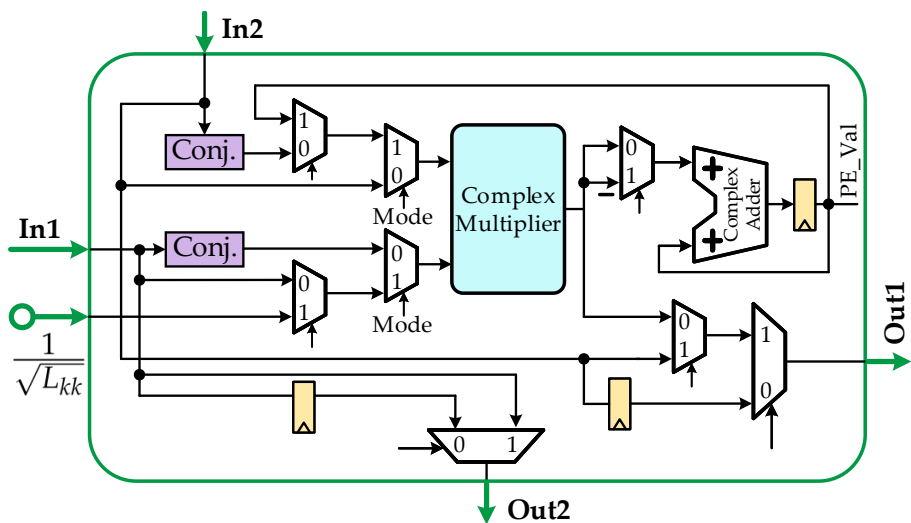 In2
1
0
Conj.
1
0
Mode
Complex
Multiplier
0
1
Complex
Adder
PE_Val
In1
Conj.
0
1
0
1
Mode
1
√L_kk
0
1
1
0
Out1
0 1
Out2